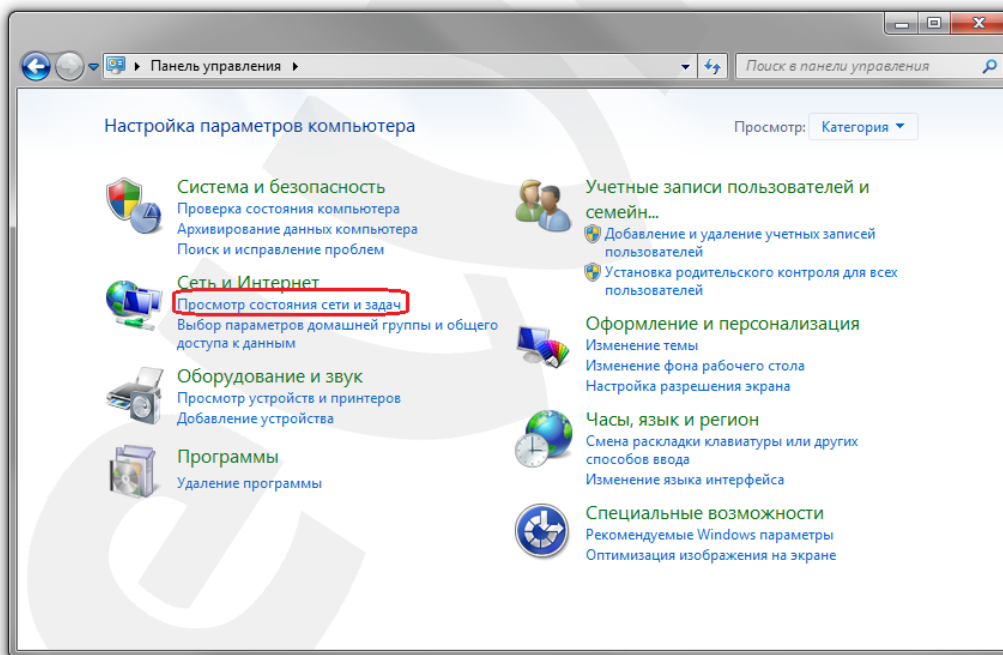 Панель управления
Поиск в панели управления
Настройка параметров компьютера
Просмотр: Категория
Система и безопасность
Проверка состояния компьютера
Архивирование данных компьютера
Поиск и исправление проблем
Сеть и Интернет
Просмотр состояния сети и задач
Выбор параметров домашней группы и общего
доступа к данным
Оборудование и звук
Просмотр устройств и принтеров
Добавление устройства
Программы
Удаление программы
Учетные записи пользователей и
семейн...
Добавление и удаление учетных записей
пользователей
Установка родительского контроля для всех
пользователей
Оформление и персонализация
Изменение темы
Изменение фона рабочего стола
Настройка разрешения экрана
Часы, язык и регион
Смена раскладки клавиатуры или других
способов ввода
Изменение языка интерфейса
Специальные возможности
Рекомендуемые Windows параметры
Оптимизация изображения на экране